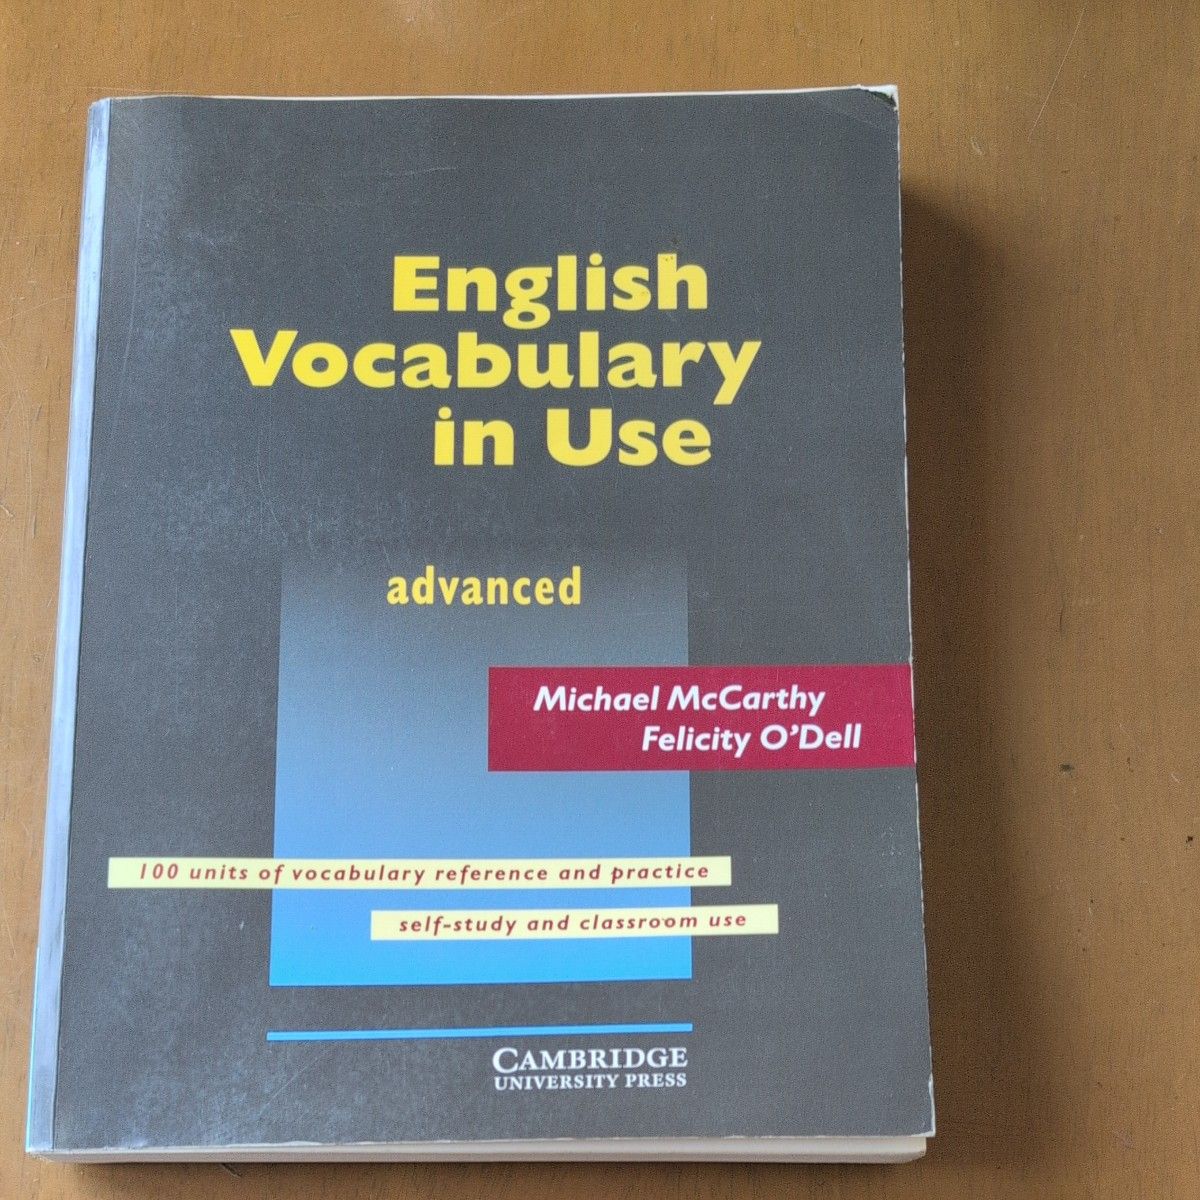 English
Vocabulary
in Use
advanced
Michael McCarthy
Felicity O'Dell
100 units of vocabulary reference and practice
self-study and classroom use
CAMBRIDGE
UNIVERSITY PRESS